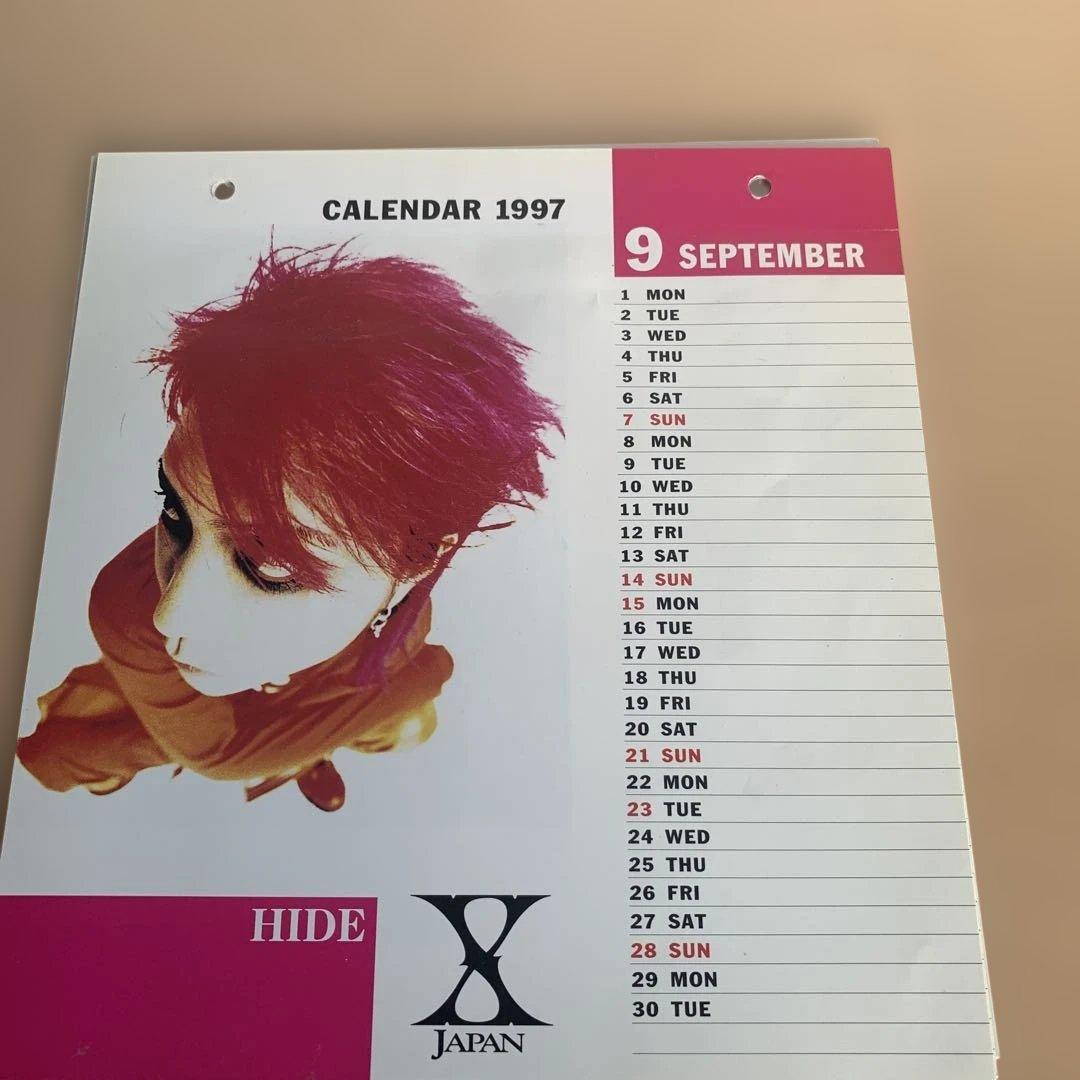 CALENDAR 1997
9 SEPTEMBER
1 MON
2 TUE
3 WED
4 THU
5 FRI
6 SAT
7 SUN
8 MON
9 TUE
10 WED
11 THU
12 FRI
13 SAT
14 SUN
15 MON
16 TUE
17 WED
18 THU
19 FRI
20 SAT
21 SUN
22 MON
23 TUE
24 WED
25 THU
26 FRI
27 SAT
28 SUN
29 MON
30 TUE
HIDE
X
JAPAN